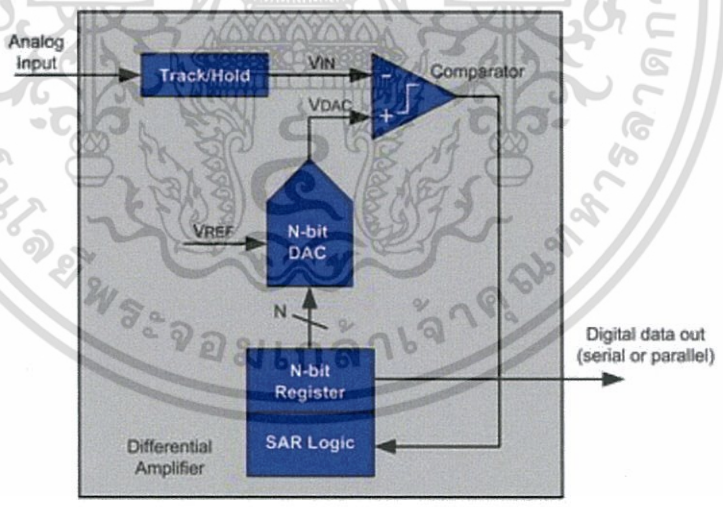 Analog
Input
Track/Hold
VIN
Comparator
−
+
VDAC
VREF
N-bit
DAC
N
N-bit
Register
SAR Logic
Digital data out
(serial or parallel)
Differential
Amplifier